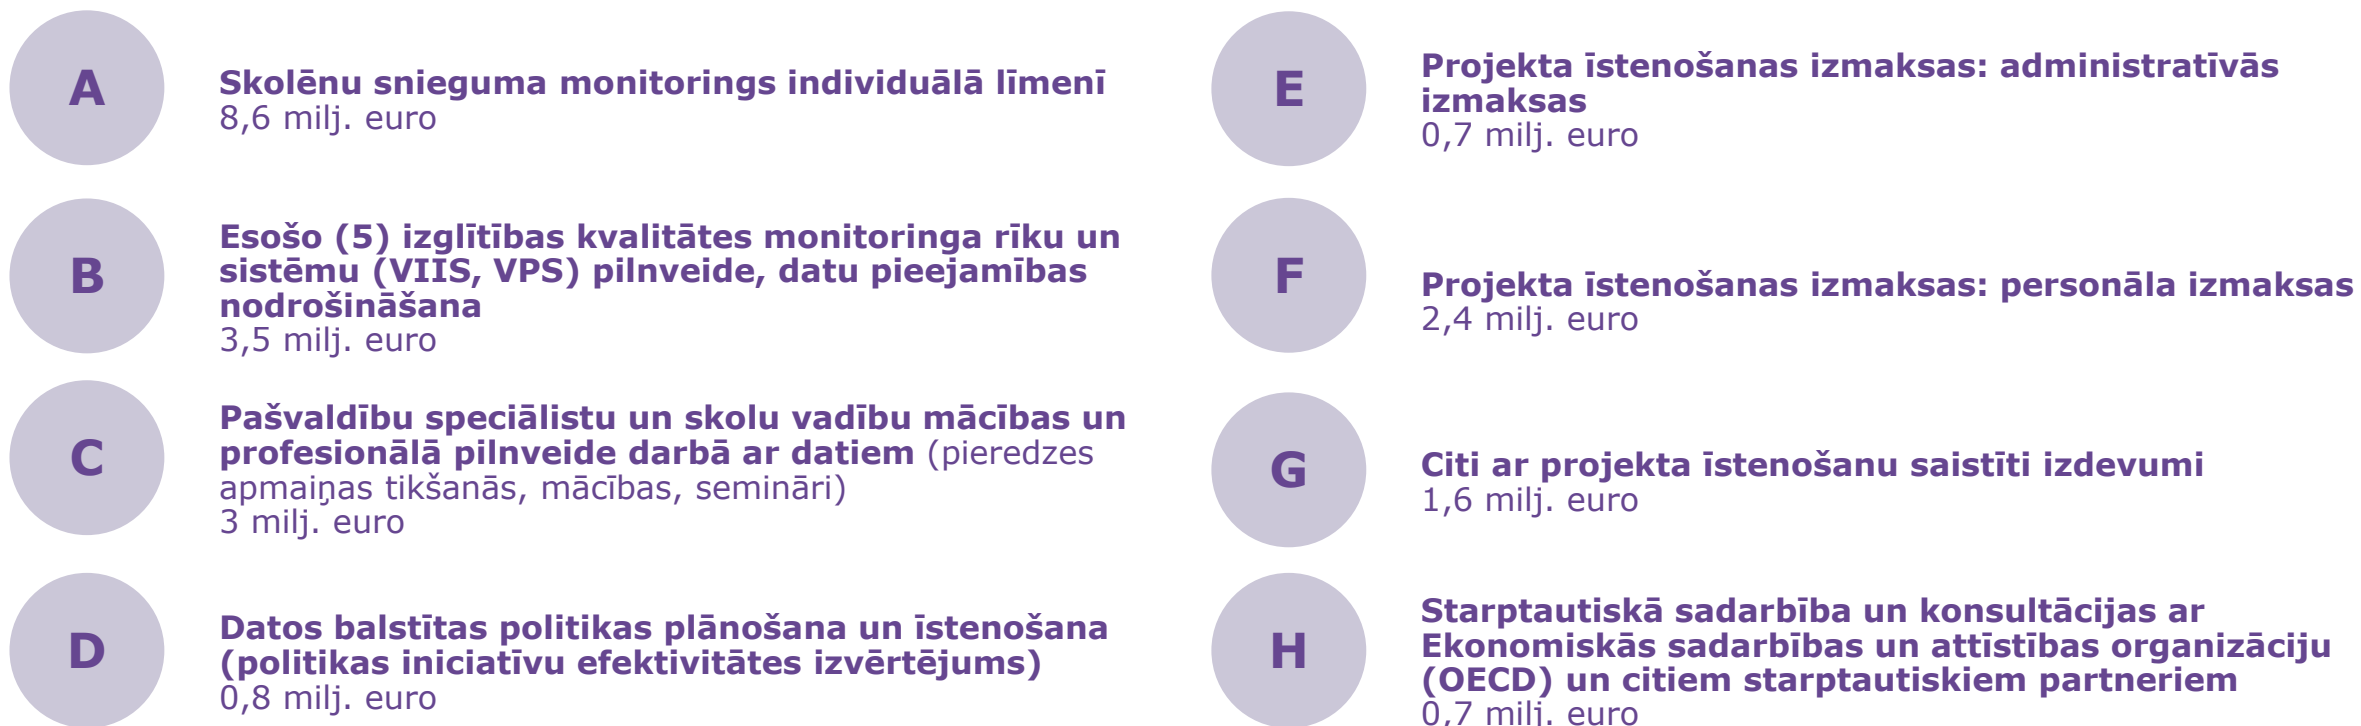 A
Skolēnu snieguma monitorings individuālā līmenī
8,6 milj. euro
B
Esošo (5) izglītības kvalitātes monitoringa rīku un
sistēmu (VIIS, VPS) pilnveide, datu pieejamības
nodrošināšana
3,5 milj. euro
C
Pašvaldību speciālistu un skolu vadību mācības un
profesionālā pilnveide darbā ar datiem (pieredzes
apmaiņas tikšanās, mācības, semināri)
3 milj. euro
D
Datos balstītas politikas plānošana un īstenošana
(politikas iniciatīvu efektivitātes izvērtējums)
0,8 milj. euro
E
Projekta īstenošanas izmaksas: administratīvās
izmaksas
0,7 milj. euro
F
Projekta īstenošanas izmaksas: personāla izmaksas
2,4 milj. euro
G
Citi ar projekta īstenošanu saistīti izdevumi
1,6 milj. euro
H
Starptautiskā sadarbība un konsultācijas ar
Ekonomiskās sadarbības un attīstības organizāciju
(OECD) un citiem starptautiskiem partneriem
0,7 milj. euro